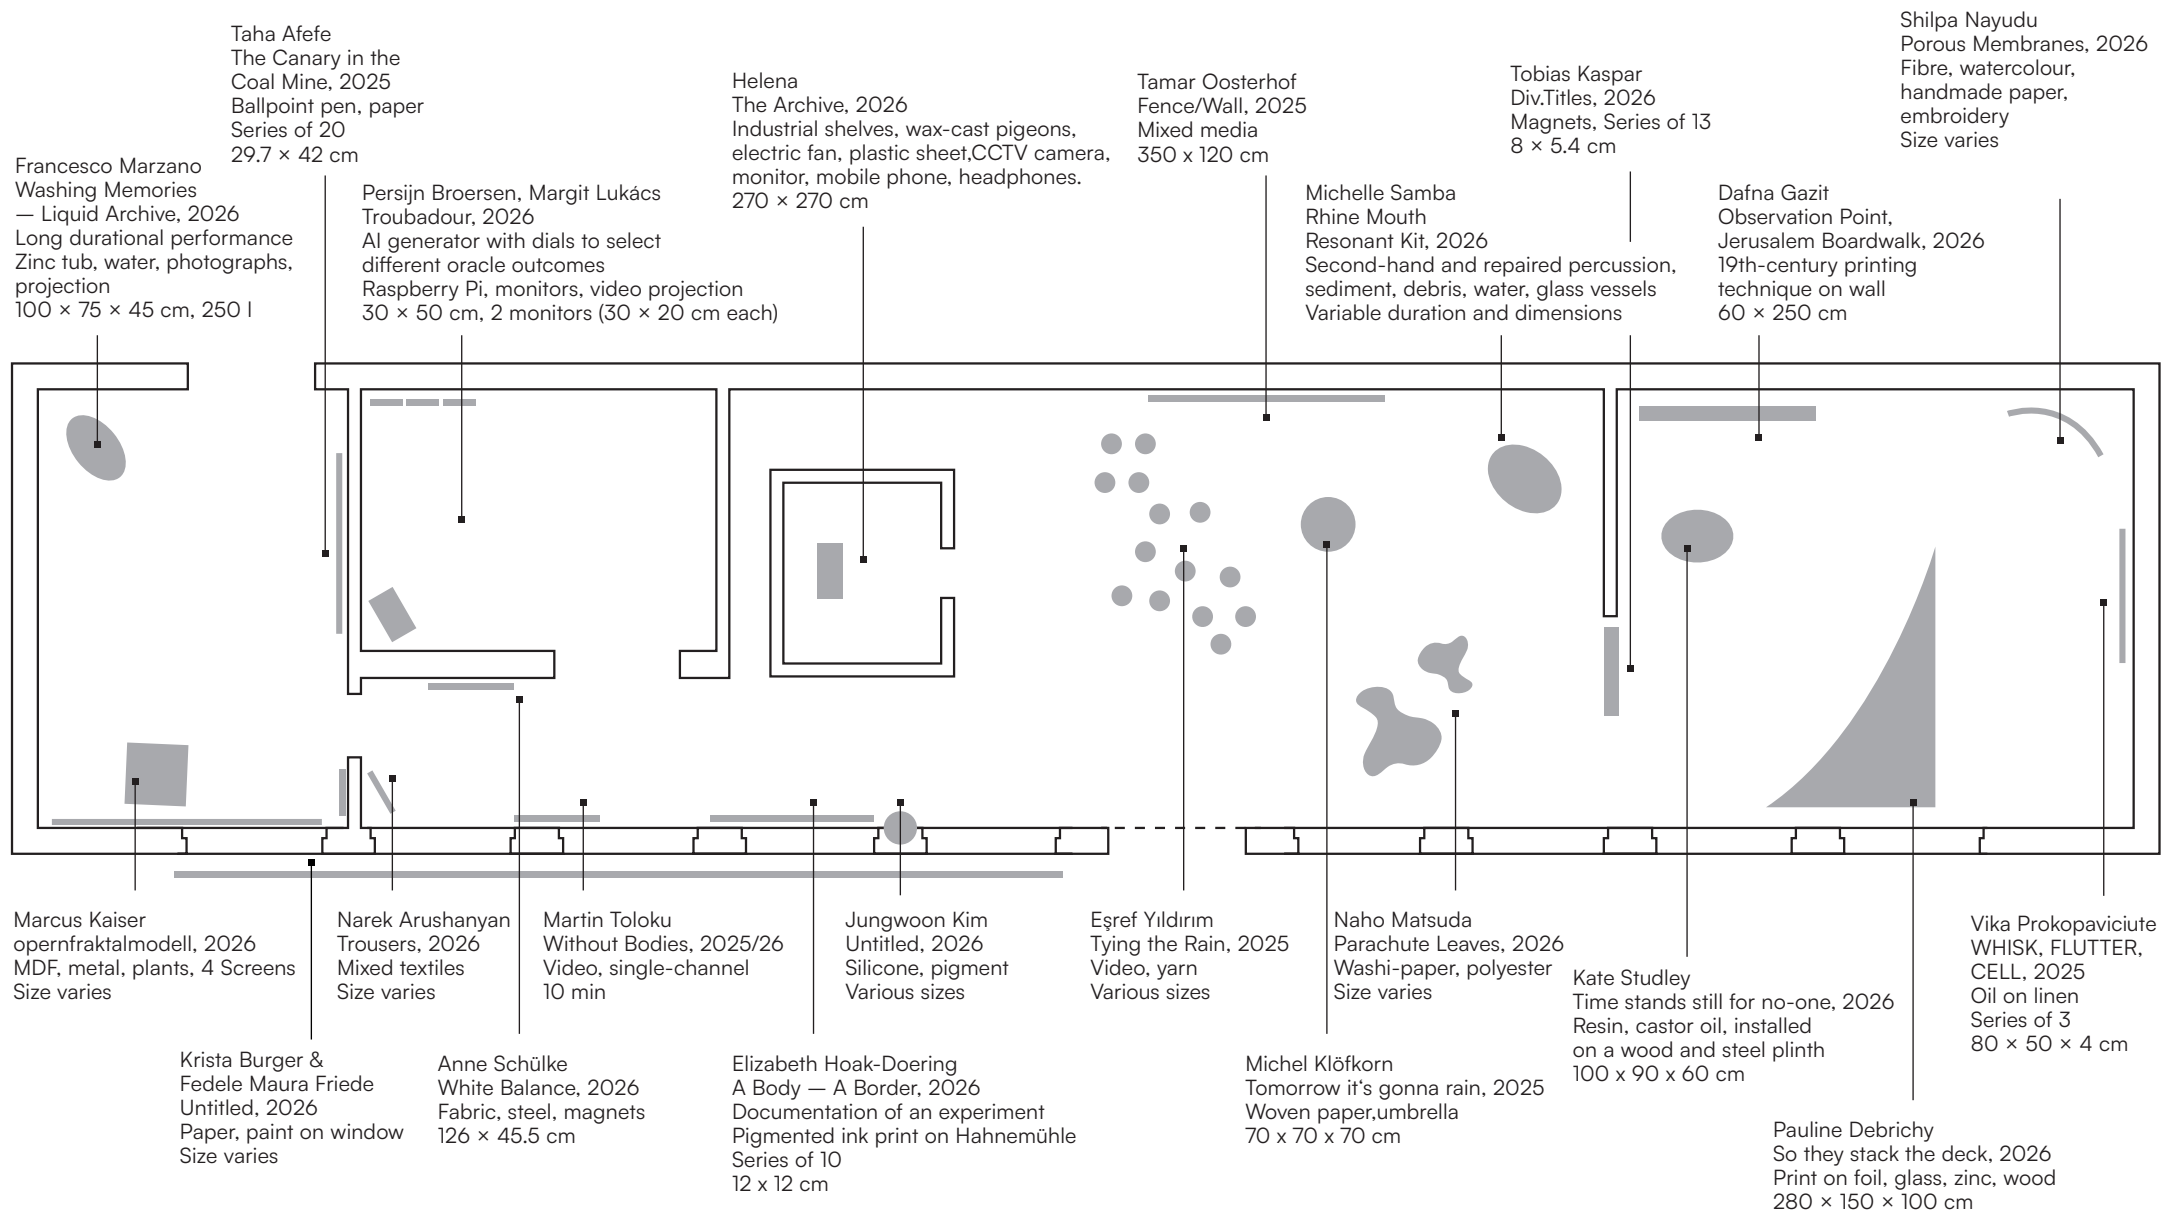 Taha Afefe
The Canary in the
Coal Mine, 2025
Ballpoint pen, paper
Series of 20
29.7 × 42 cm
Francesco Marzano
Washing Memories
— Liquid Archive, 2026
Long durational performance
Zinc tub, water, photographs,
projection
100 × 75 × 45 cm, 250 l
Persijn Broersen, Margit Lukács
Troubadour, 2026
AI generator with dials to select
different oracle outcomes
Raspberry Pi, monitors, video projection
30 × 50 cm, 2 monitors (30 × 20 cm each)
Helena
The Archive, 2026
Industrial shelves, wax-cast pigeons,
electric fan, plastic sheet,CCTV camera,
monitor, mobile phone, headphones.
270 × 270 cm
Tamar Oosterhof
Fence/Wall, 2025
Mixed media
350 x 120 cm
Michelle Samba
Rhine Mouth
Resonant Kit, 2026
Second-hand and repaired percussion,
sediment, debris, water, glass vessels
Variable duration and dimensions
Tobias Kaspar
Div.Titles, 2026
Magnets, Series of 13
8 × 5.4 cm
Dafna Gazit
Observation Point,
Jerusalem Boardwalk, 2026
19th-century printing
technique on wall
60 × 250 cm
Shilpa Nayudu
Porous Membranes, 2026
Fibre, watercolour,
handmade paper,
embroidery
Size varies
Marcus Kaiser
opernfraktalmodell, 2026
MDF, metal, plants, 4 Screens
Size varies
Krista Burger &
Fedele Maura Friede
Untitled, 2026
Paper, paint on window
Size varies
Narek Arushanyan
Trousers, 2026
Mixed textiles
Size varies
Anne Schülke
White Balance, 2026
Fabric, steel, magnets
126 × 45.5 cm
Martin Toloku
Without Bodies, 2025/26
Video, single-channel
10 min
Elizabeth Hoak-Doering
A Body — A Border, 2026
Documentation of an experiment
Pigmented ink print on Hahnemühle
Series of 10
12 x 12 cm
Jungwoon Kim
Untitled, 2026
Silicone, pigment
Various sizes
Eşref Yıldırım
Tying the Rain, 2025
Video, yarn
Various sizes
Michel Klöfkorn
Tomorrow it‘s gonna rain, 2025
Woven paper,umbrella
70 x 70 x 70 cm
Naho Matsuda
Parachute Leaves, 2026
Washi-paper, polyester
Size varies
Kate Studley
Time stands still for no-one, 2026
Resin, castor oil, installed
on a wood and steel plinth
100 x 90 x 60 cm
Pauline Debrichy
So they stack the deck, 2026
Print on foil, glass, zinc, wood
280 × 150 × 100 cm
Vika Prokopaviciute
WHISK, FLUTTER,
CELL, 2025
Oil on linen
Series of 3
80 × 50 × 4 cm